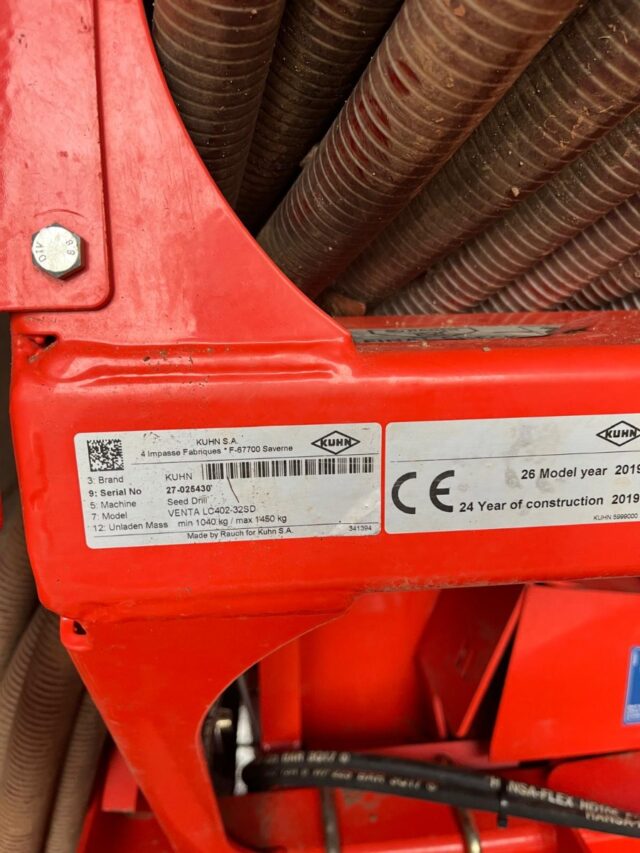 8.8
KUHN S.A.
4 Impasse Fabriques * F-67700 Saverne
KUHN
3: Brand KUHN
9: Serial No 27-025430
5: Machine Seed Drill
7: Model VENTA LC402-32SD
12: Unladen Mass min 1040 kg / max 1450 kg
Made by Rauch for Kuhn S.A. 341394
KUHN
26 Model year 2019
CE
24 Year of construction 2019
KUHN 5999000
HANSA-FLEX
HANSA-